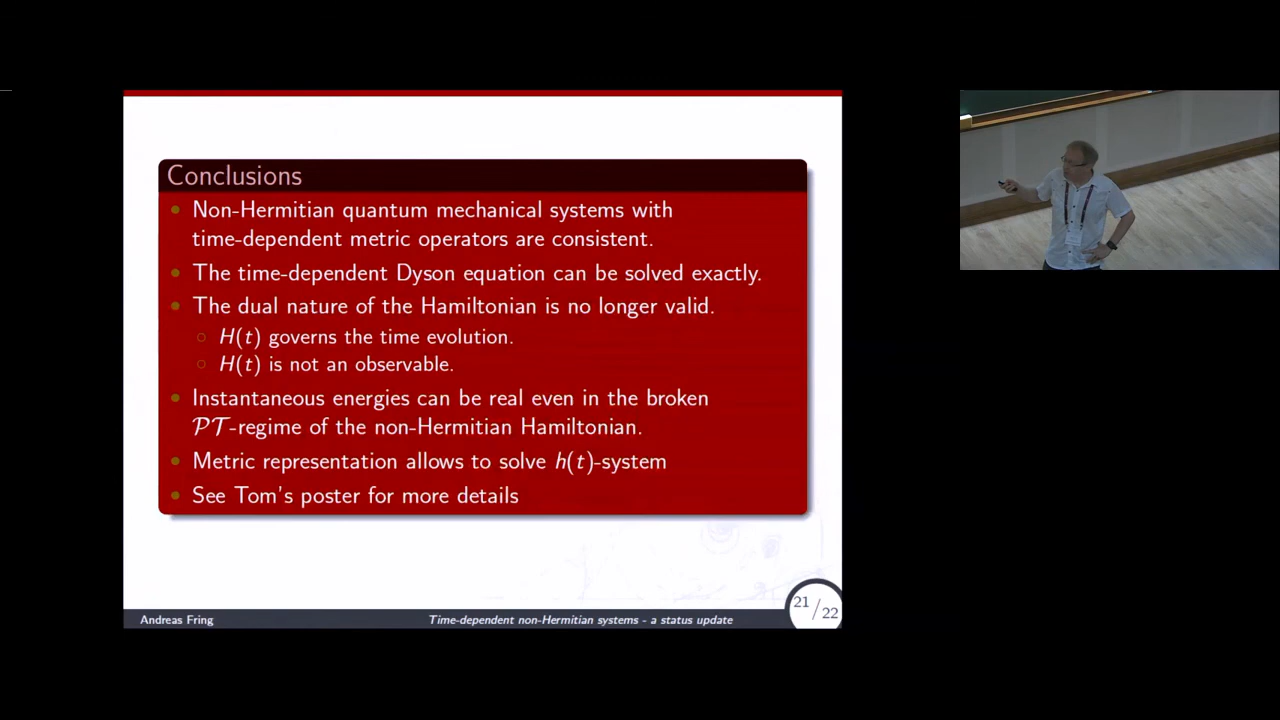 Conclusions
Non-Hermitian quantum mechanical systems with
time-dependent metric operators are consistent.
The time-dependent Dyson equation can be solved exactly.
The dual nature of the Hamiltonian is no longer valid.
H(t) governs the time evolution.
H(t) is not an observable.
Instantaneous energies can be real even in the broken
𝒫𝒯-regime of the non-Hermitian Hamiltonian.
Metric representation allows to solve h(t)-system
See Tom's poster for more details
Andreas Fring
Time-dependent non-Hermitian systems - a status update
21/22